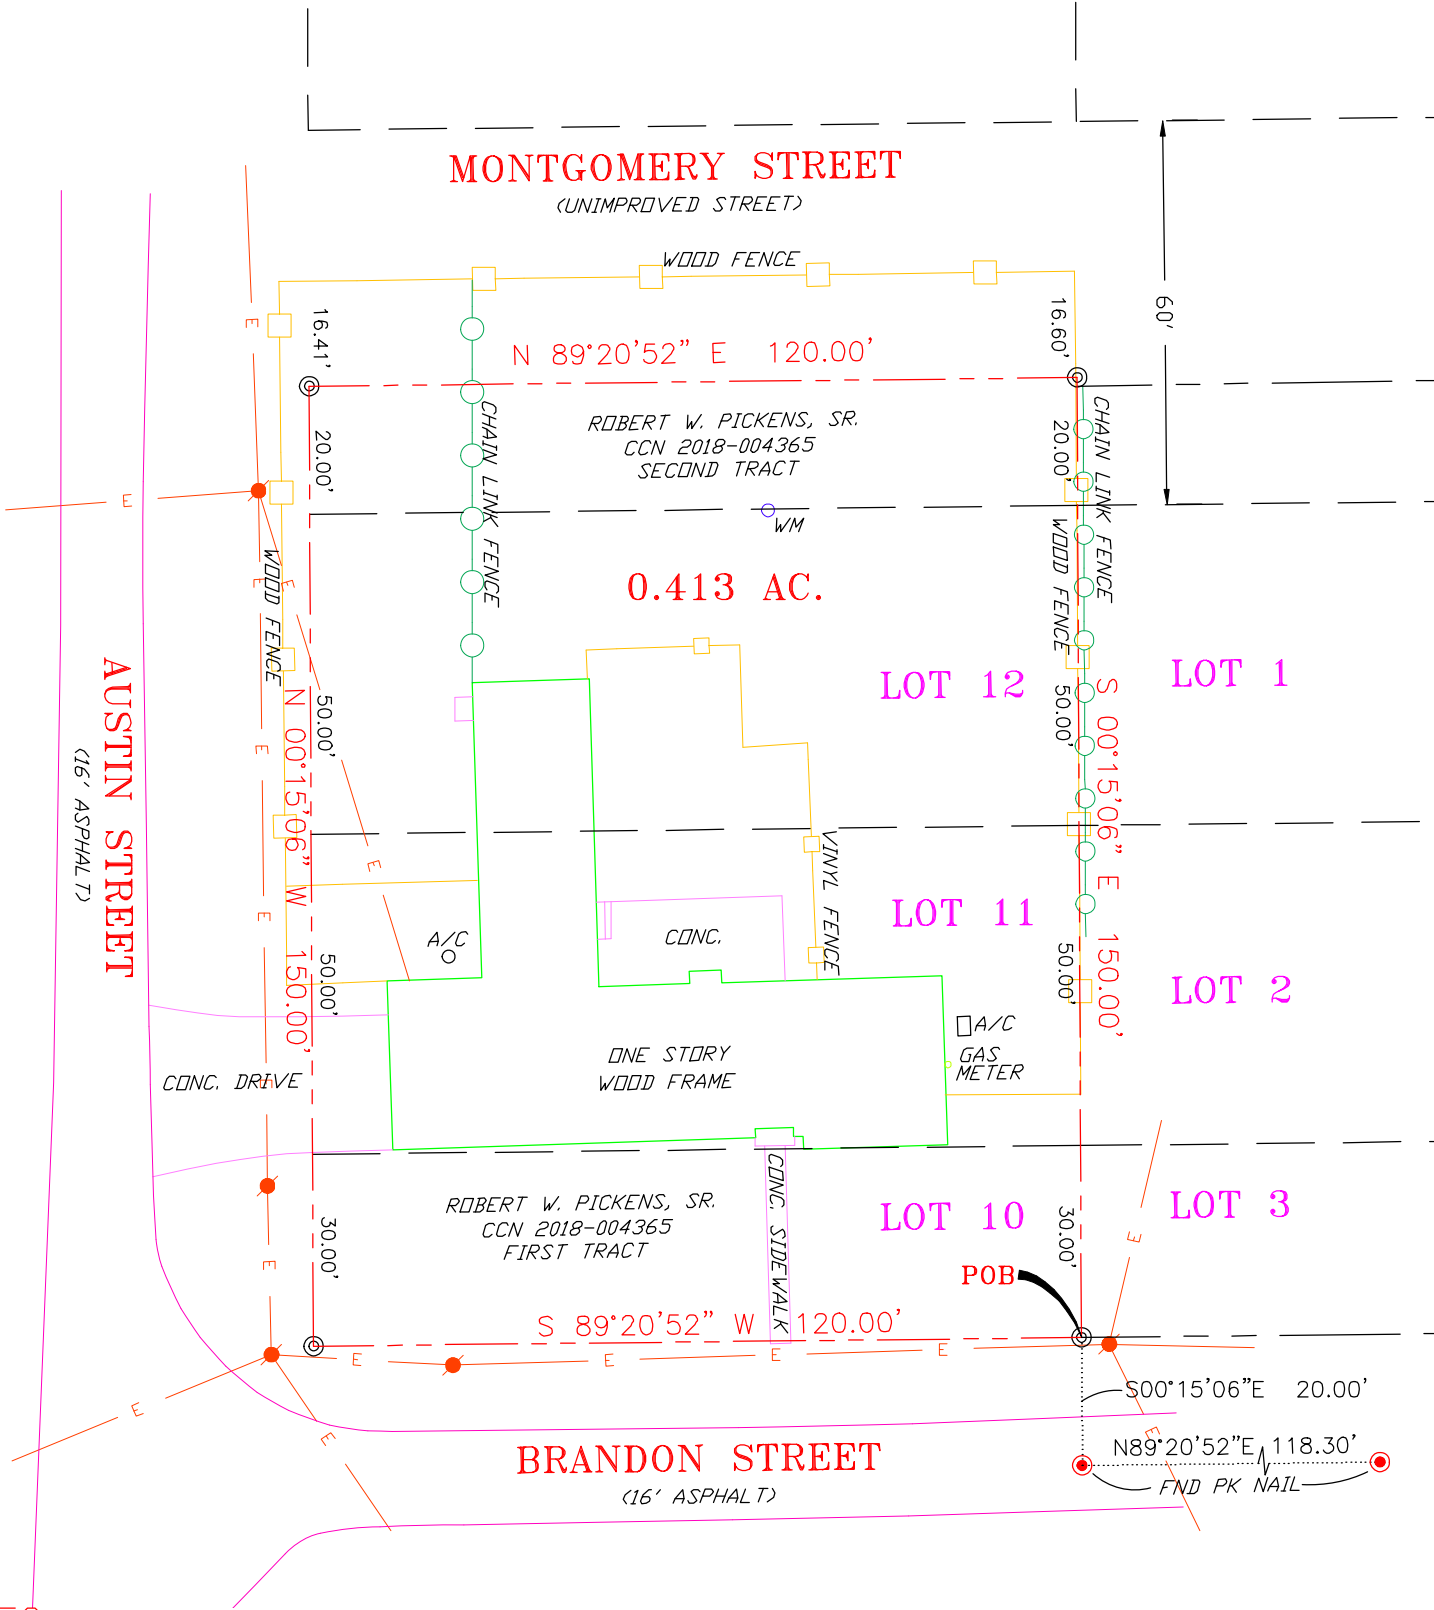 MONTGOMERY STREET
(UNIMPROVED STREET)
WOOD FENCE
E
16.41'
16.60'
60'
N 89°20'52" E 120.00'
ROBERT W. PICKENS, SR.
CCN 2018-004365
SECOND TRACT
20.00'
20.00'
CHAIN LINK FENCE
CHAIN LINK FENCE
E
WM
WOOD FENCE
WOOD FENCE
E
E
0.413 AC.
LOT 12
LOT 1
AUSTIN STREET
(16' ASPHALT)
N 00°15'06" W 150.00'
50.00'
50.00'
S 00°15'06" E 150.00'
E
E
VINYL FENCE
LOT 11
E
A/C
CONC.
50.00'
50.00'
LOT 2
A/C
GAS
METER
ONE STORY
WOOD FRAME
CONC. DRIVE
E
ROBERT W. PICKENS, SR.
CCN 2018-004365
FIRST TRACT
CONC. SIDEWALK
LOT 10
LOT 3
30.00'
30.00'
E
E
POB
S 89°20'52" W 120.00'
E
E
E
E
S00°15'06"E 20.00'
E
E
E
N89°20'52"E 118.30'
FND PK NAIL
BRANDON STREET
(16' ASPHALT)